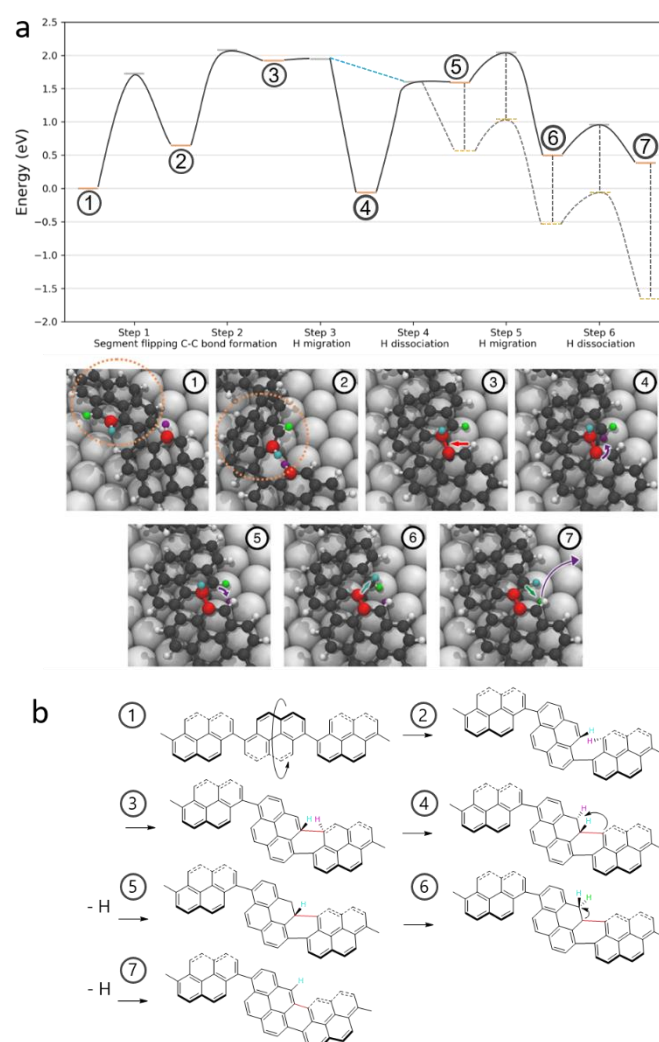 a
2.5
2.0
1.5
1.0
0.5
0.0
−0.5
−1.0
−1.5
−2.0
Energy (eV)
1
2
3
4
5
6
7
Step 1 Step 2 Step 3 Step 4 Step 5 Step 6
Segment flipping C-C bond formation H migration H dissociation H migration H dissociation
1 2 3 4
5 6 7
b
1 2
H
H
3 4
H H
H
H
5 6
- H
H
H
H
7
- H
H